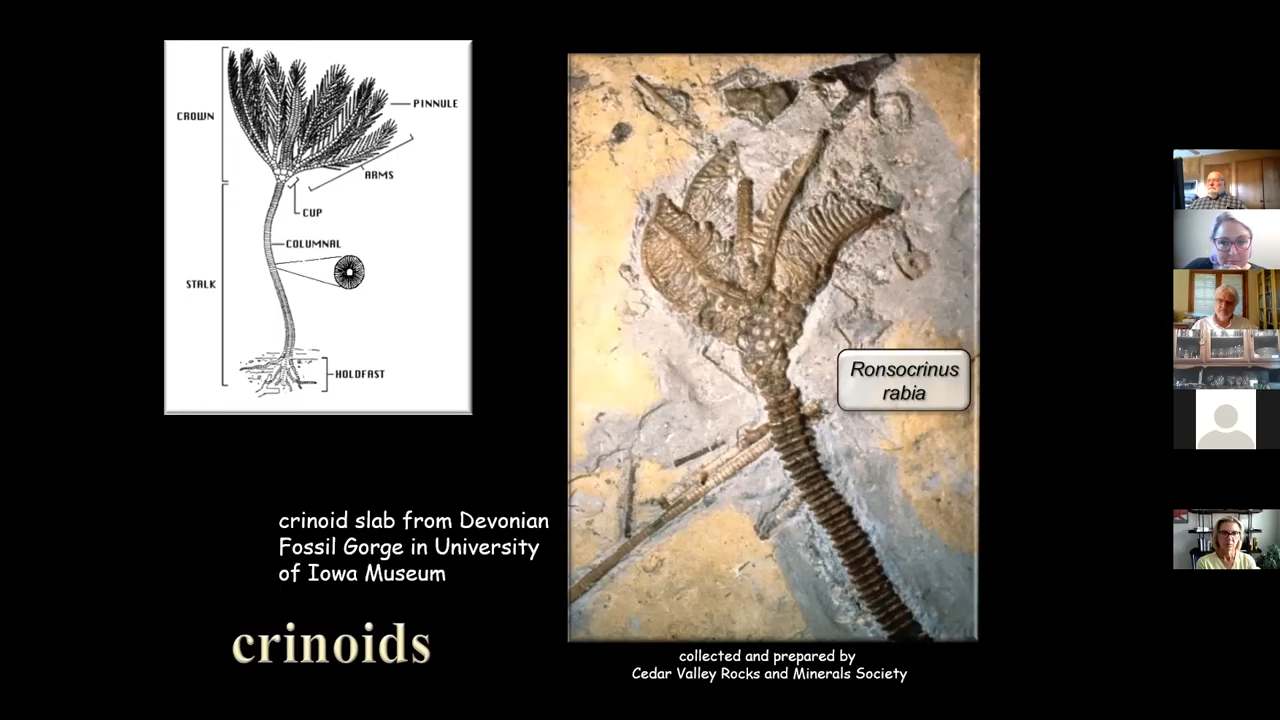 CROWN
PINNULE
ARMS
CUP
COLUMNAL
STALK
HOLDFAST
Ronsocrinus
rabia
crinoid slab from Devonian
Fossil Gorge in University
of Iowa Museum
crinoids
collected and prepared by
Cedar Valley Rocks and Minerals Society